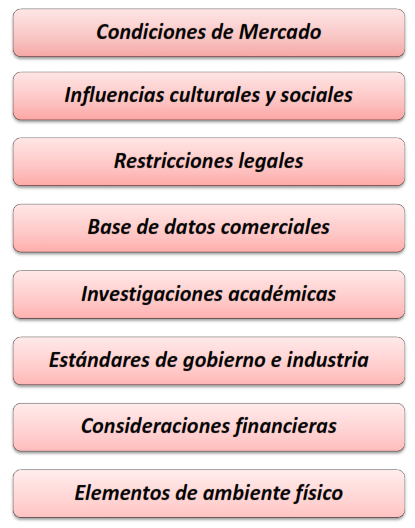 Condiciones de Mercado
Influencias culturales y sociales
Restricciones legales
Base de datos comerciales
Investigaciones académicas
Estándares de gobierno e industria
Consideraciones financieras
Elementos de ambiente físico